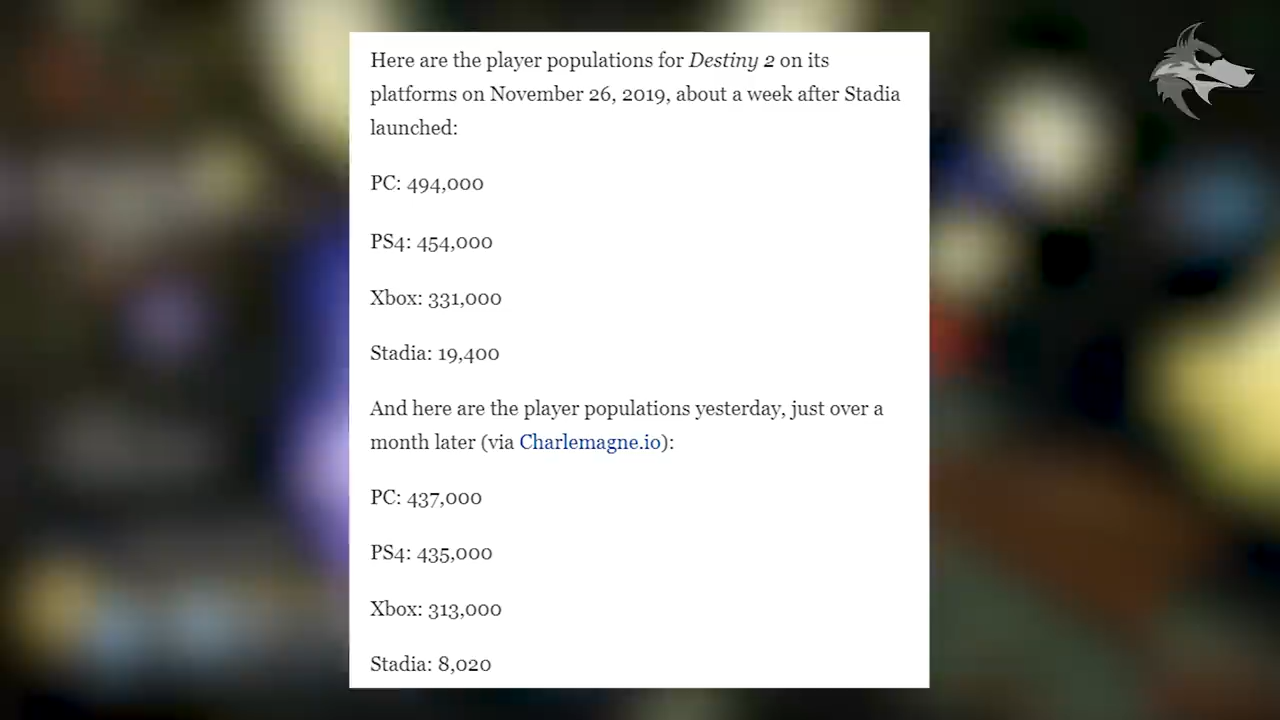 Here are the player populations for Destiny 2 on its
platforms on November 26, 2019, about a week after Stadia
launched:
PC: 494,000
PS4: 454,000
Xbox: 331,000
Stadia: 19,400
And here are the player populations yesterday, just over a
month later (via Charlemagne.io):
PC: 437,000
PS4: 435,000
Xbox: 313,000
Stadia: 8,020